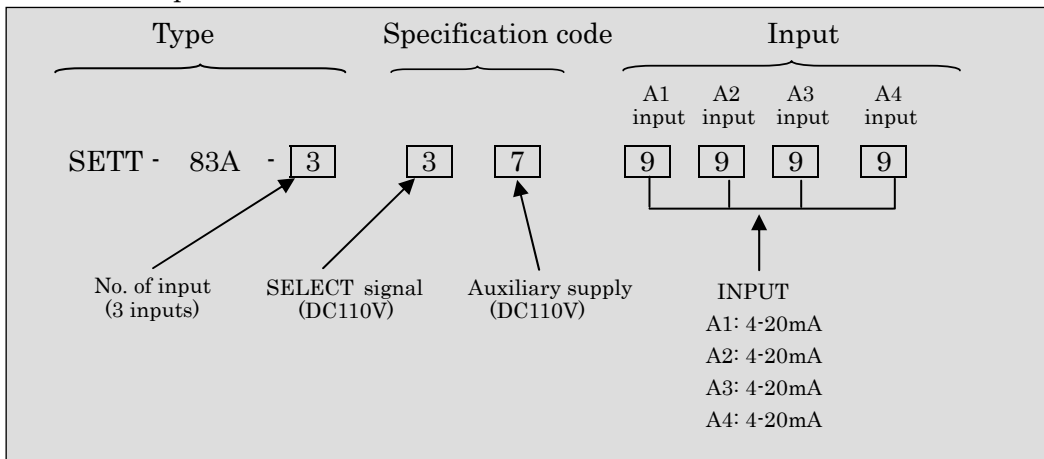 Type Specification code Input
A1 input A2 input A3 input A4 input
SETT - 83A - 3 3 7 9 9 9 9
No. of input (3 inputs)
SELECT signal (DC110V)
Auxiliary supply (DC110V)
INPUT
A1: 4-20mA
A2: 4-20mA
A3: 4-20mA
A4: 4-20mA